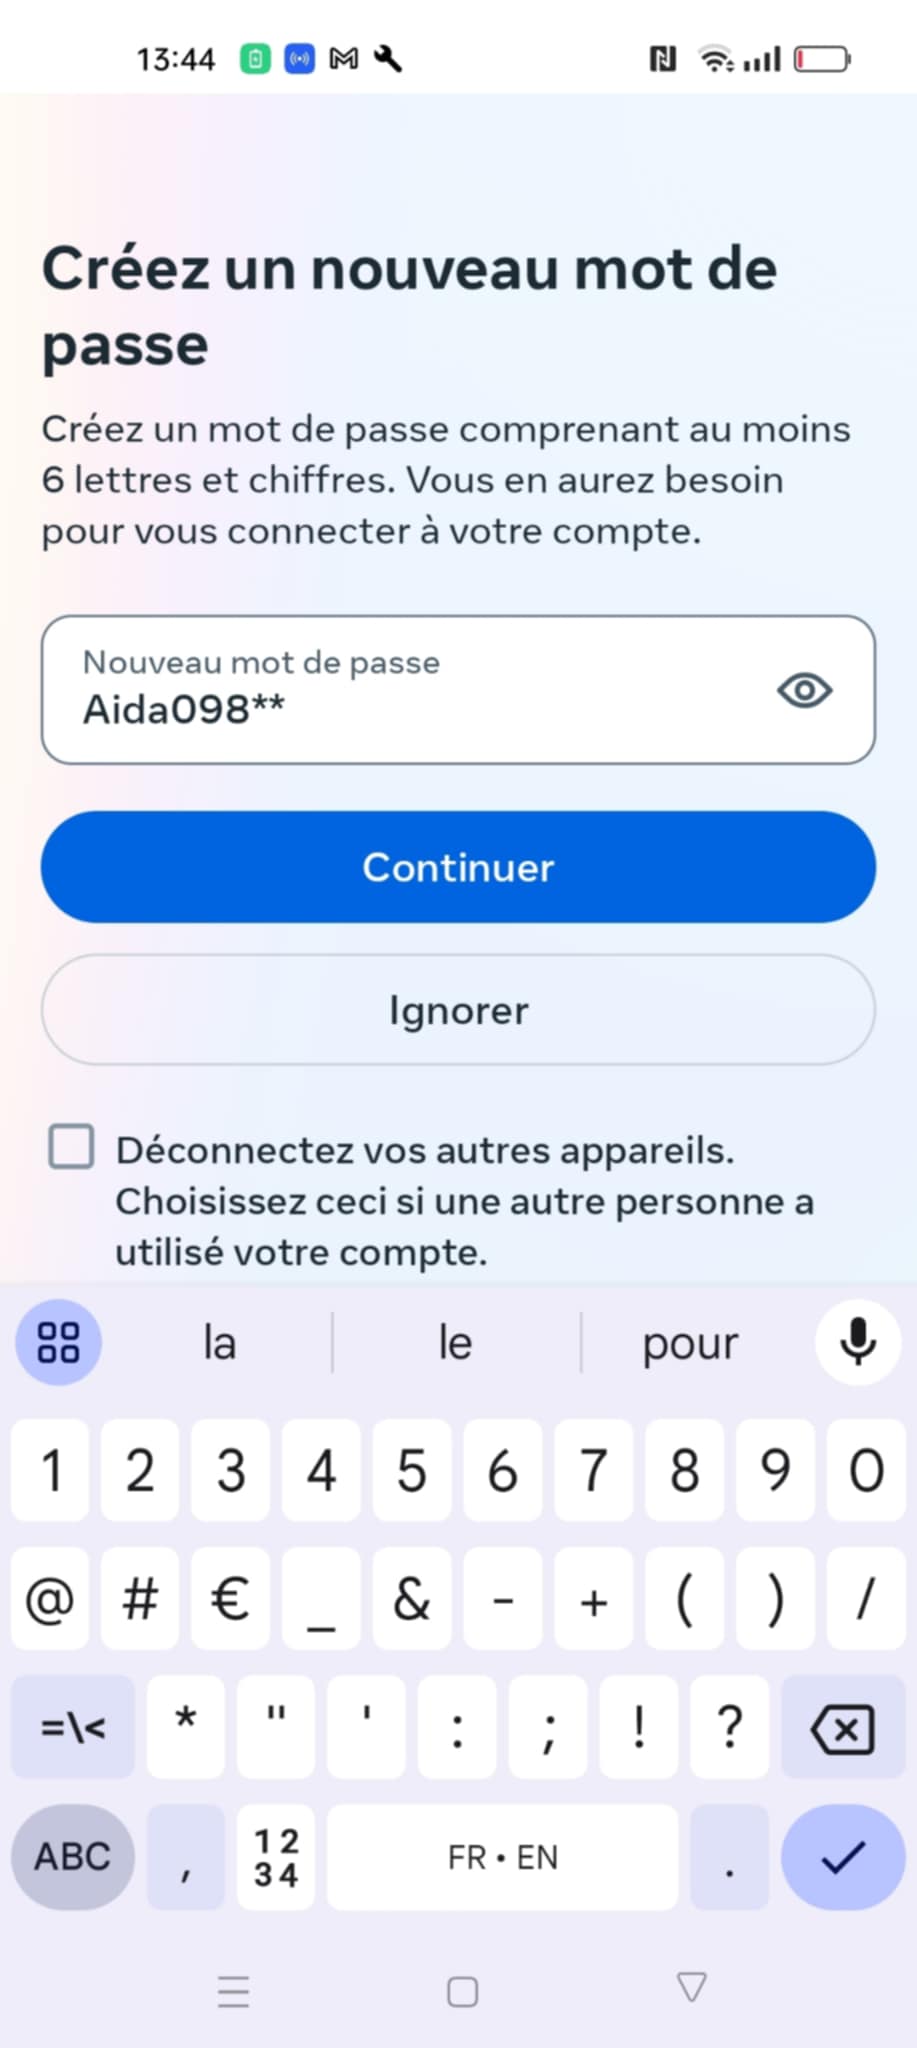 13:44
Créez un nouveau mot de
passe
Créez un mot de passe comprenant au moins
6 lettres et chiffres. Vous en aurez besoin
pour vous connecter à votre compte.
Nouveau mot de passe
Aida098**
Continuer
Ignorer
Déconnectez vos autres appareils.
Choisissez ceci si une autre personne a
utilisé votre compte.
la le pour
1 2 3 4 5 6 7 8 9 0
@ # € _ & - + ( ) /
=\< * " ' : ; ! ?
ABC , 12 34 FR • EN .